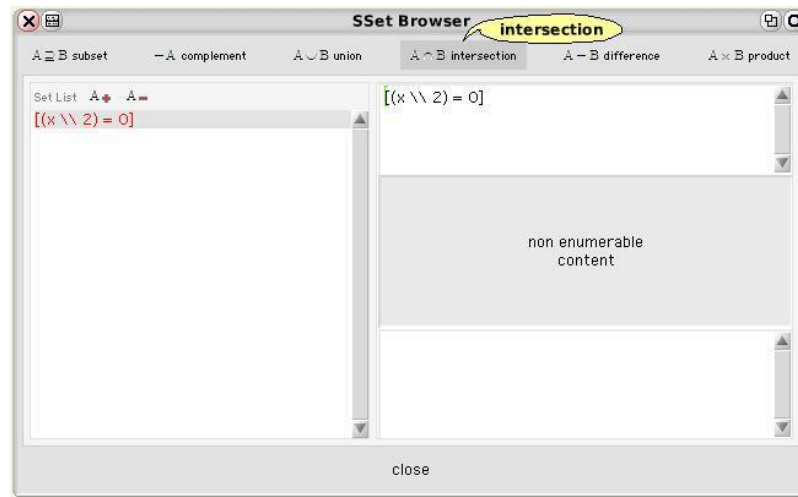 SSet Browser
intersection
A ⊇ B subset
—A complement
A ∪ B union
A ∩ B intersection
A — B difference
A × B product
Set List A+ A-
[(x \\ 2) = 0]
[(x \\ 2) = 0]
non enumerable
content
close